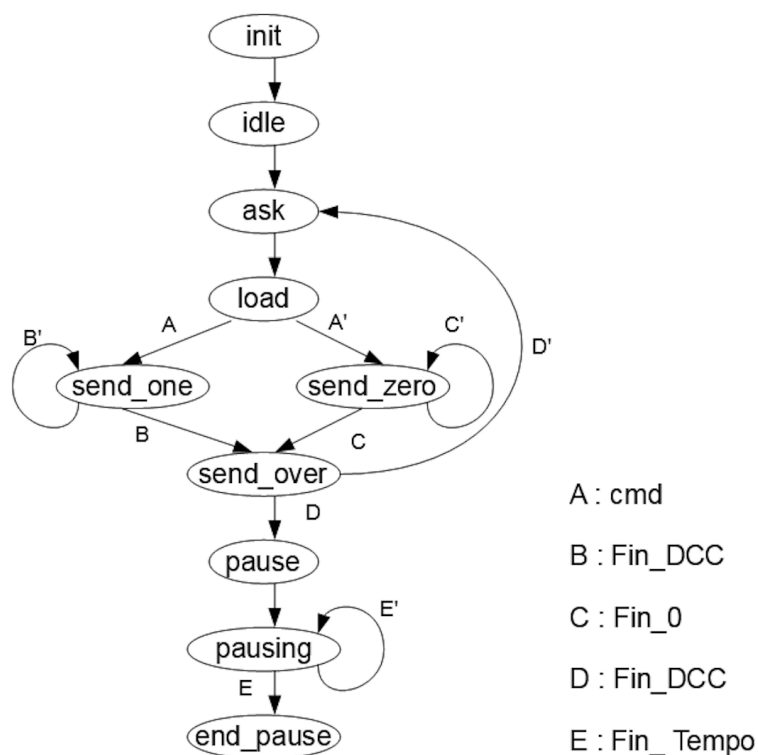 init
idle
ask
load
A
A'
B'
C'
D'
send_one
send_zero
B
C
send_over
D
pause
E'
pausing
E
end_pause
A : cmd
B : Fin_DCC
C : Fin_0
D : Fin_DCC
E : Fin_ Tempo